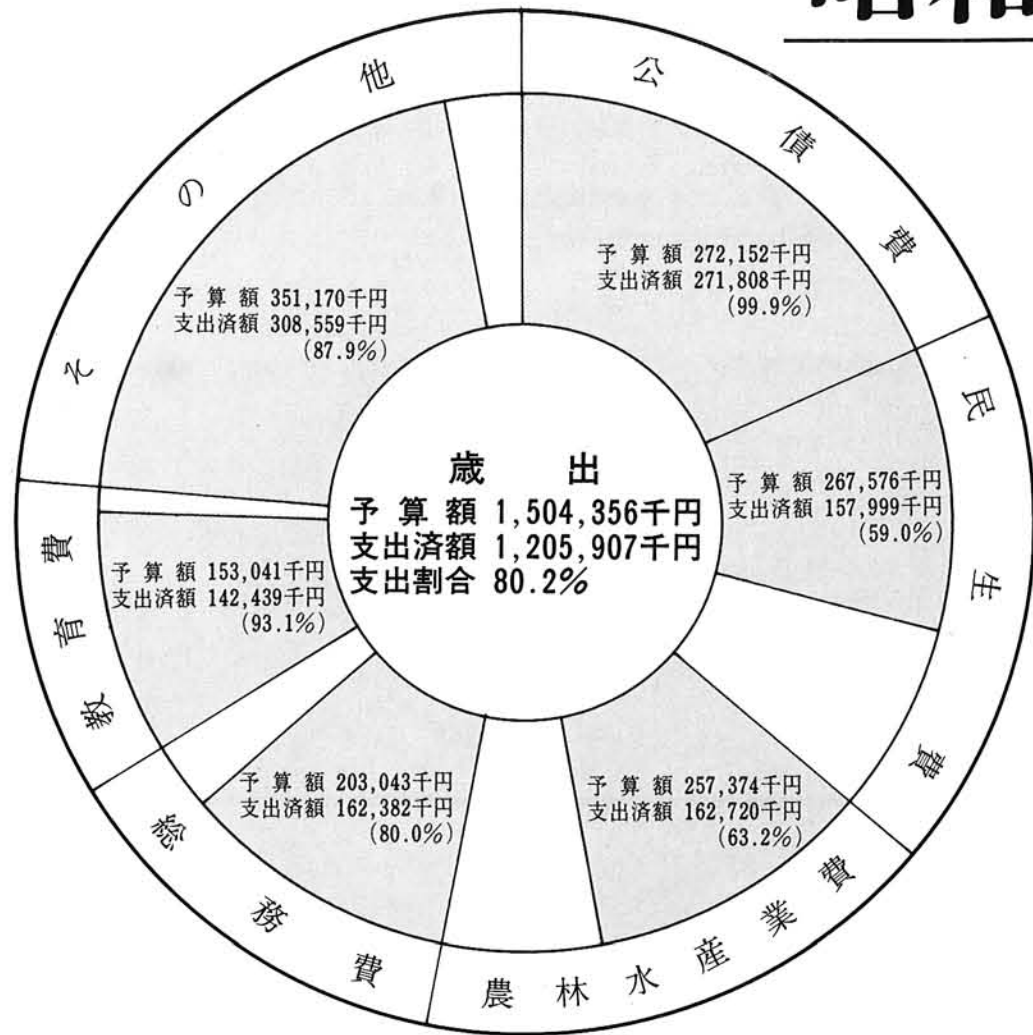 公債費
予算額 272,152千円
支出済額 271,808千円
(99.9%)
民生費
予算額 267,576千円
支出済額 157,999千円
(59.0%)
農林水産業費
予算額 257,374千円
支出済額 162,720千円
(63.2%)
総務費
予算額 203,043千円
支出済額 162,382千円
(80.0%)
教育費
予算額 153,041千円
支出済額 142,439千円
(93.1%)
その他
予算額 351,170千円
支出済額 308,559千円
(87.9%)
歳出
予算額 1,504,356千円
支出済額 1,205,907千円
支出割合 80.2%